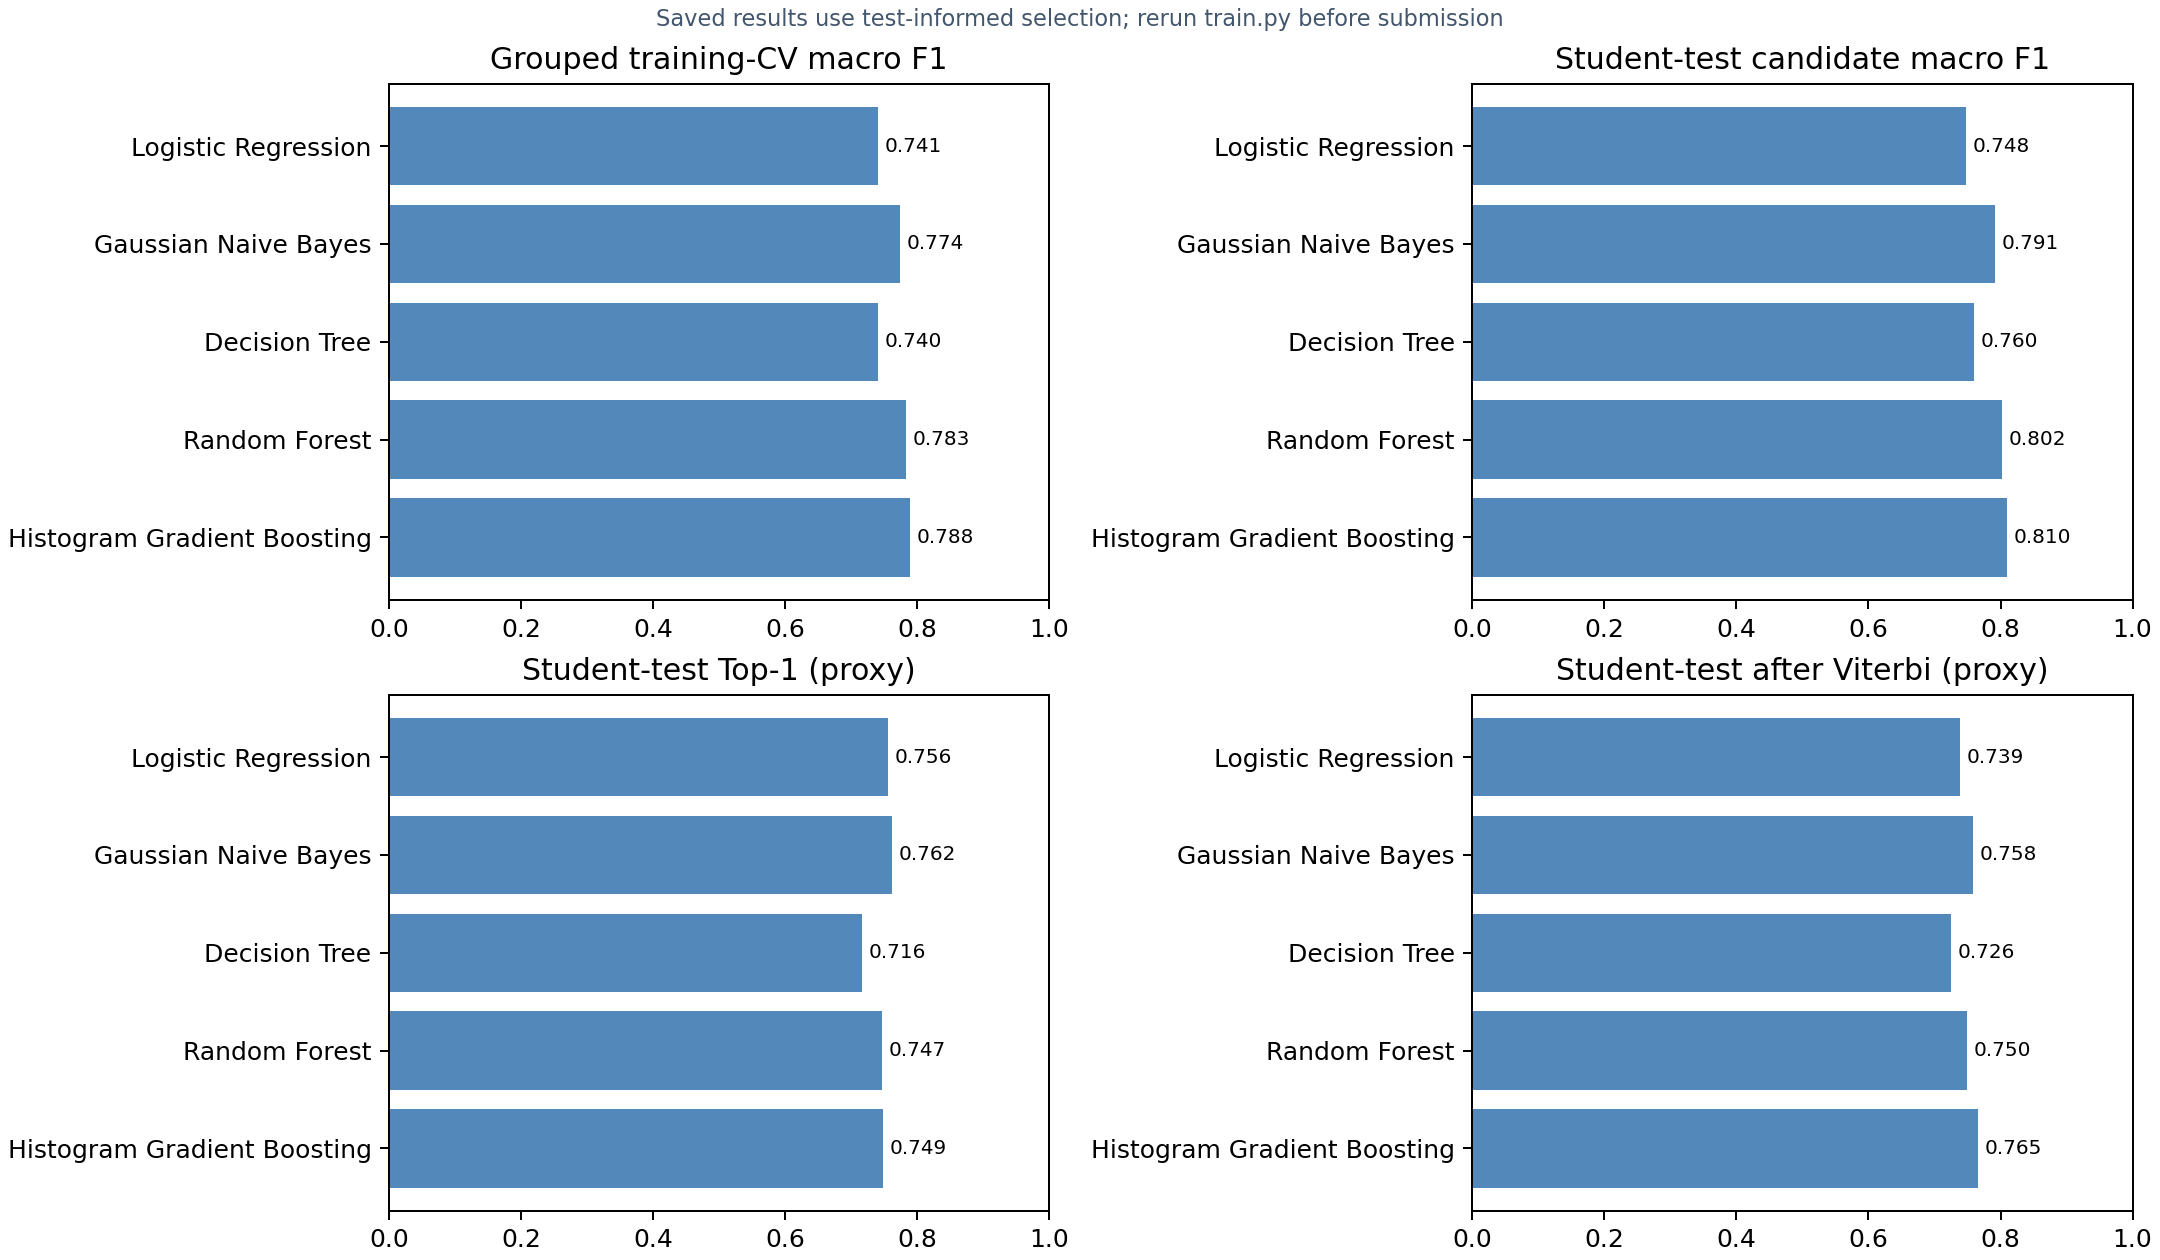 Saved results use test-informed selection; rerun train.py before submission
Grouped training-CV macro F1
Logistic Regression 0.741
Gaussian Naive Bayes 0.774
Decision Tree 0.740
Random Forest 0.783
Histogram Gradient Boosting 0.788
0.0 0.2 0.4 0.6 0.8 1.0
Student-test candidate macro F1
Logistic Regression 0.748
Gaussian Naive Bayes 0.791
Decision Tree 0.760
Random Forest 0.802
Histogram Gradient Boosting 0.810
0.0 0.2 0.4 0.6 0.8 1.0
Student-test Top-1 (proxy)
Logistic Regression 0.756
Gaussian Naive Bayes 0.762
Decision Tree 0.716
Random Forest 0.747
Histogram Gradient Boosting 0.749
0.0 0.2 0.4 0.6 0.8 1.0
Student-test after Viterbi (proxy)
Logistic Regression 0.739
Gaussian Naive Bayes 0.758
Decision Tree 0.726
Random Forest 0.750
Histogram Gradient Boosting 0.765
0.0 0.2 0.4 0.6 0.8 1.0